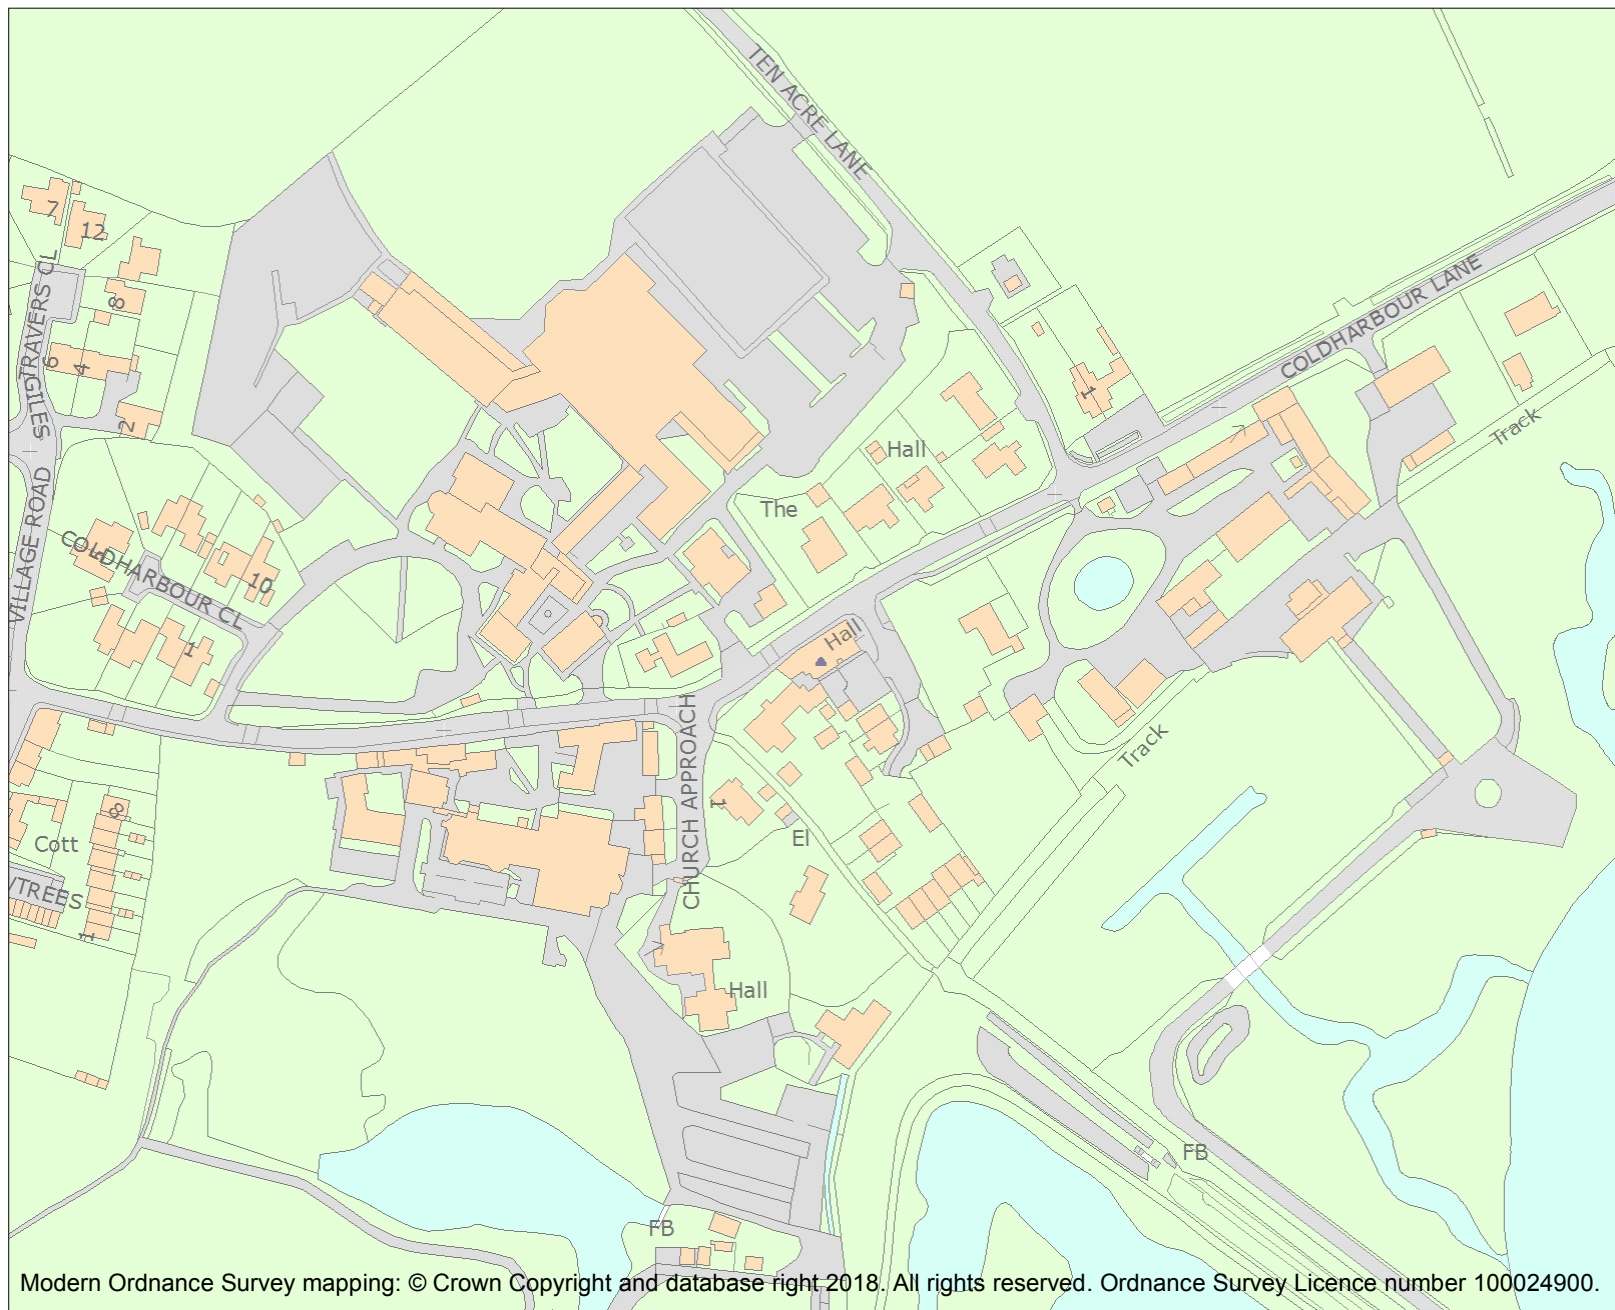 TEN ACRE LANE
7
12
TRAVERS CL
8
COLDHARBOUR LANE
6
4
1
SELIG
2
Track
Hall
VILLAGE ROAD
The
COLDHARBOUR CL
10
Hall
1
Track
CHURCH APPROACH
1
8
Cott
El
TREES
1
Hall
FB
FB
Modern Ordnance Survey mapping: © Crown Copyright and database right 2018. All rights reserved. Ordnance Survey Licence number 100024900.